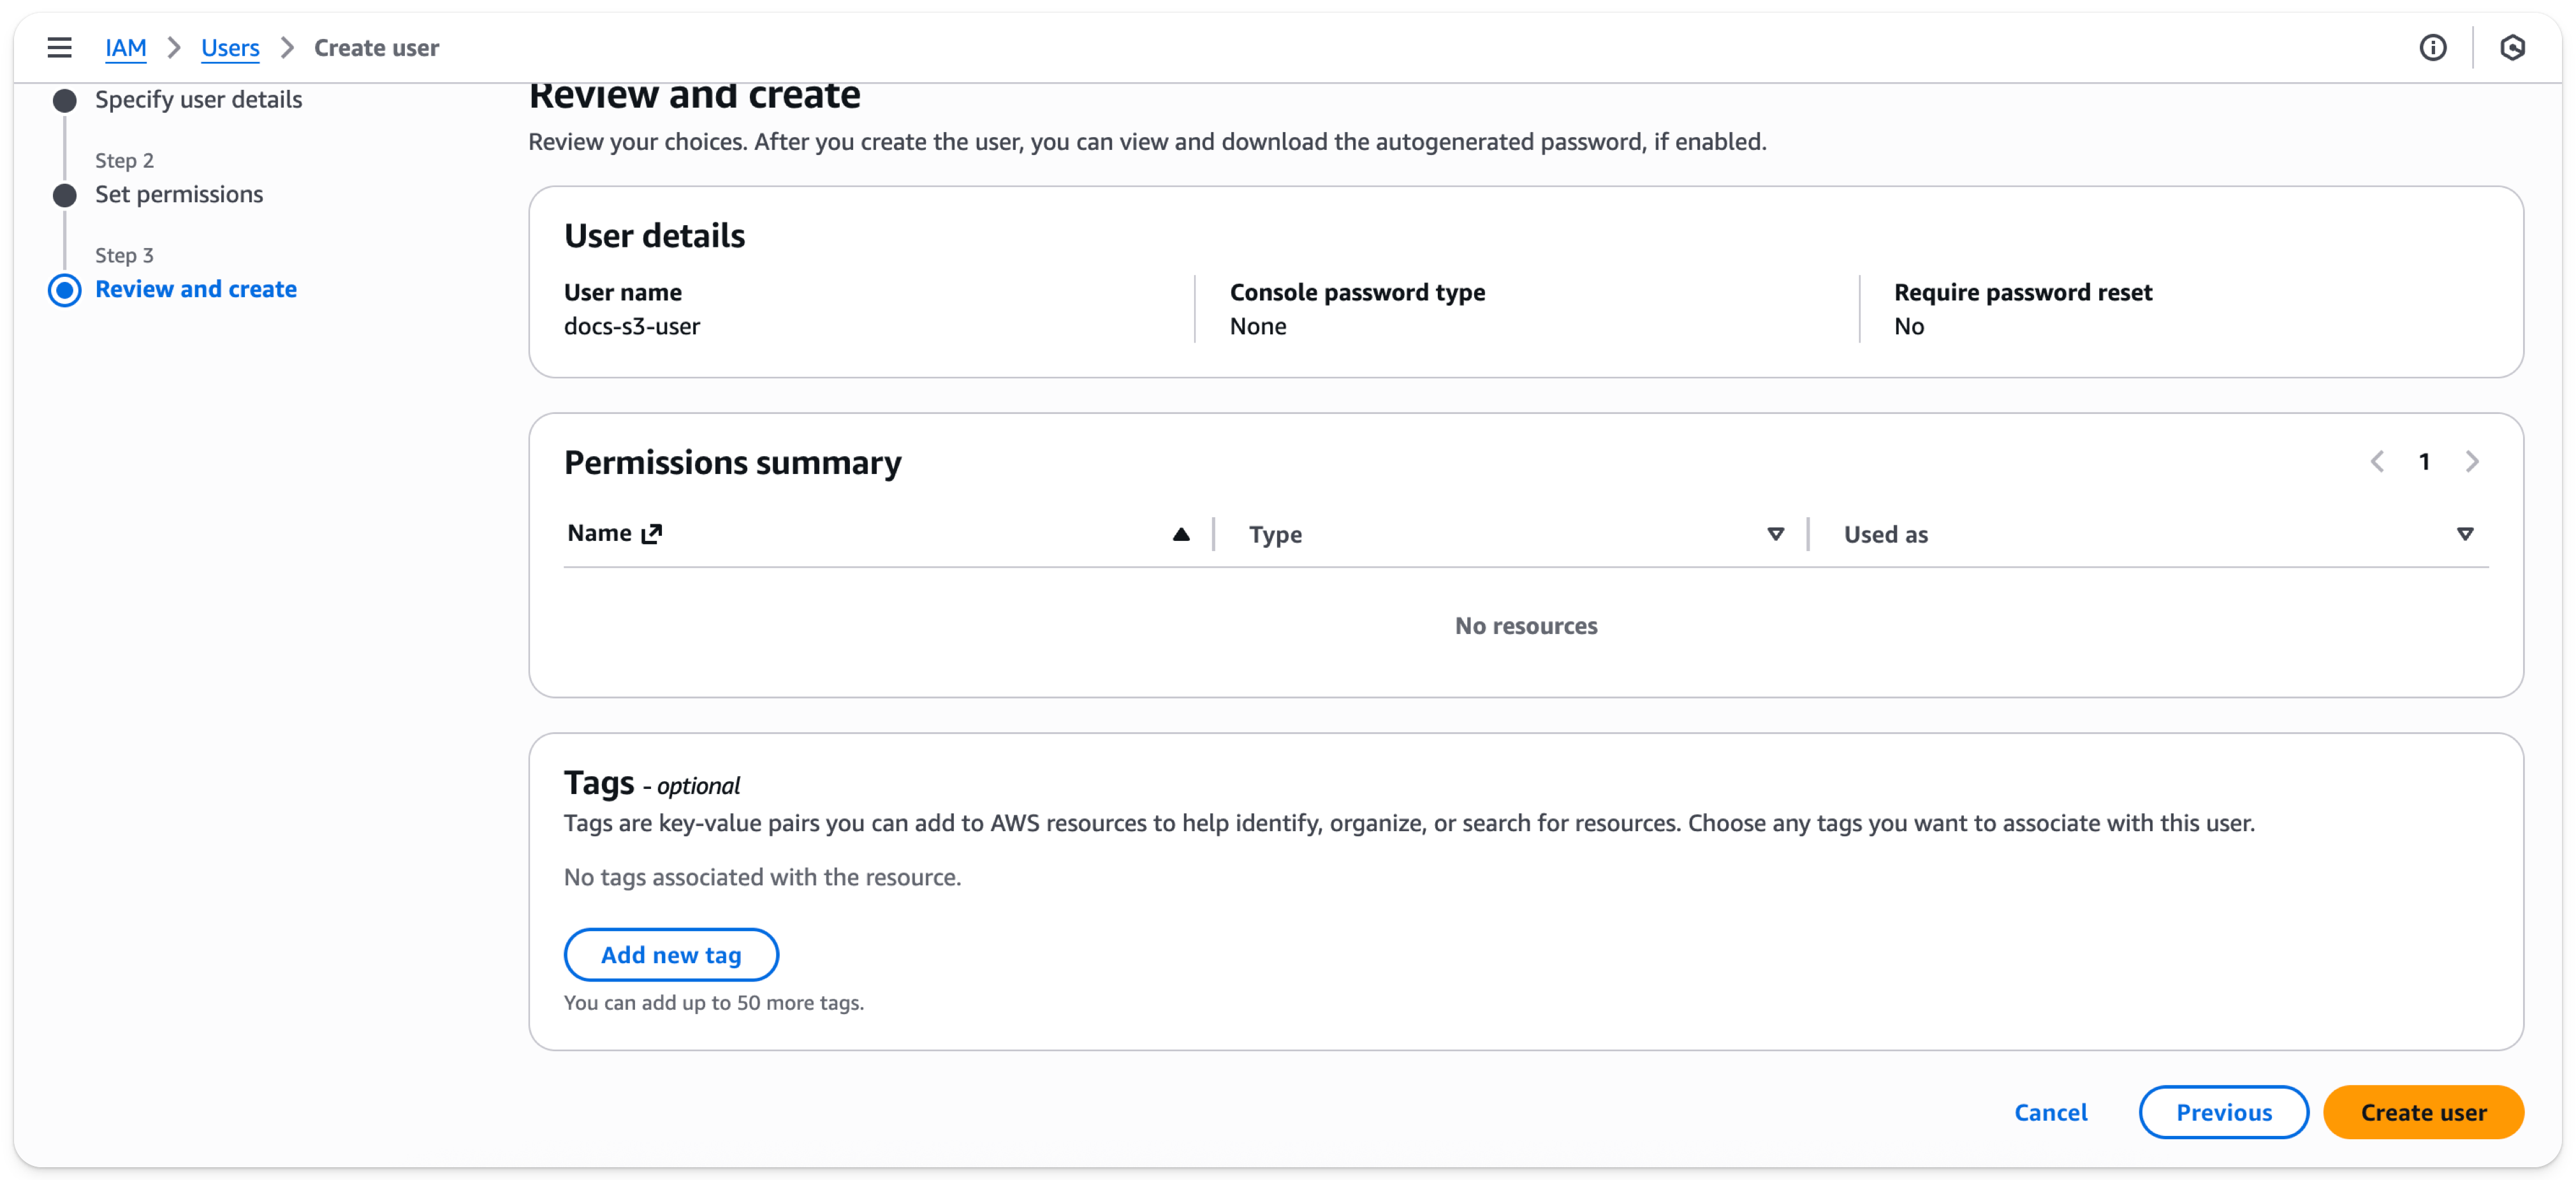 IAM > Users > Create user
Specify user details
Step 2
Set permissions
Step 3
Review and create
Review and create
Review your choices. After you create the user, you can view and download the autogenerated password, if enabled.
User details
User name
docs-s3-user
Console password type
None
Require password reset
No
Permissions summary
1
Name
Type
Used as
No resources
Tags - optional
Tags are key-value pairs you can add to AWS resources to help identify, organize, or search for resources. Choose any tags you want to associate with this user.
No tags associated with the resource.
Add new tag
You can add up to 50 more tags.
Cancel
Previous
Create user